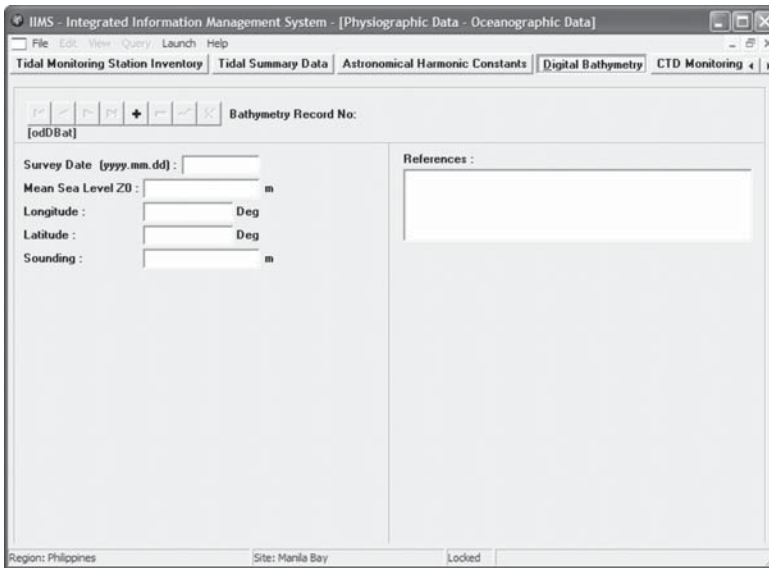 IIMS - Integrated Information Management System - [Physiographic Data - Oceanographic Data]
File Edit View Query Launch Help
Tidal Monitoring Station Inventory Tidal Summary Data Astronomical Harmonic Constants Digital Bathymetry CTD Monitoring
Bathymetry Record No:
[odDBat]
Survey Date (yyyy.mm.dd) :
References :
Mean Sea Level Z0 : m
Longitude : Deg
Latitude : Deg
Sounding : m
Region: Philippines Site: Manila Bay Locked